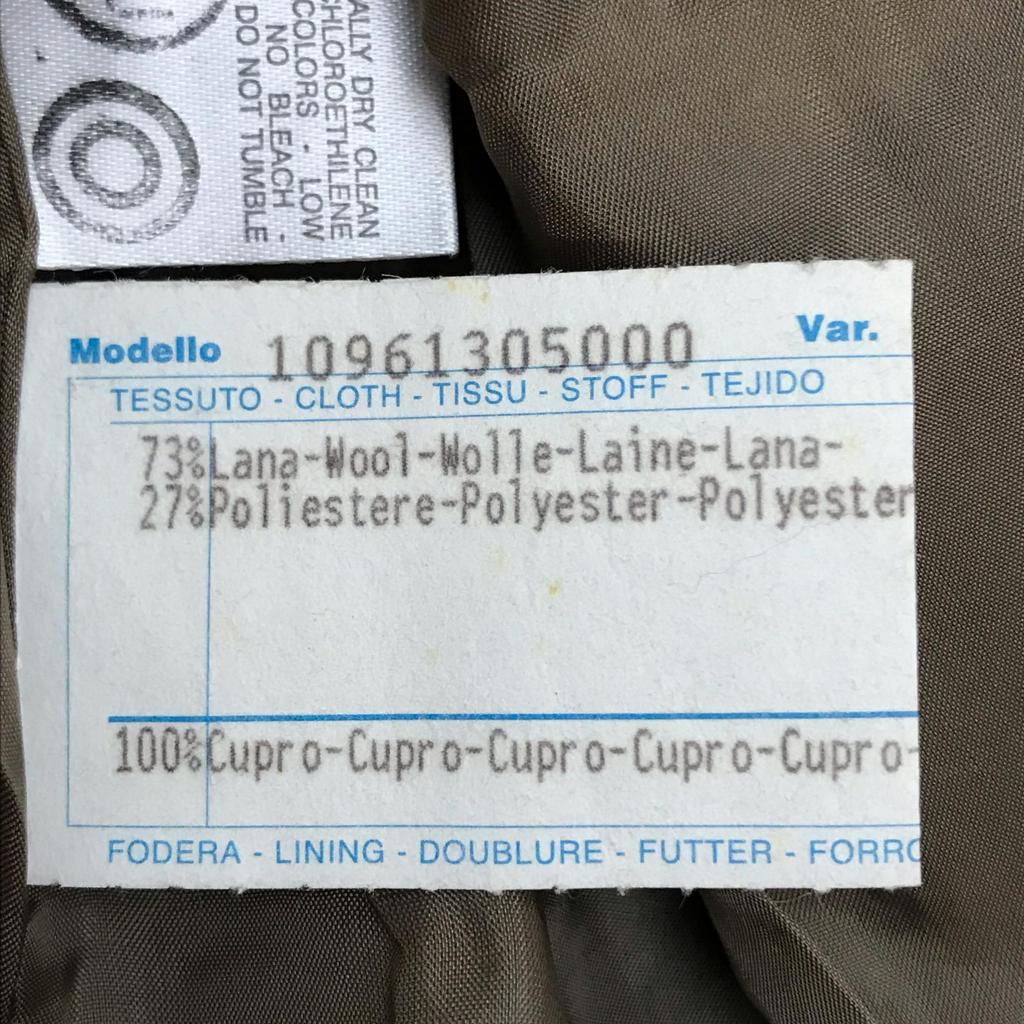 ALLY DRY CLEAN
CHLOROETHILENE
COLORS - LOW
NO BLEACH -
DO NOT TUMBLE
Modello 10961305000 Var.
TESSUTO - CLOTH - TISSU - STOFF - TEJIDO
73% Lana-Wool-Wolle-Laine-Lana-
27% Poliestere-Polyester-Polyester
100% Cupro-Cupro-Cupro-Cupro-Cupro-
FODERA - LINING - DOUBLURE - FUTTER - FORRO